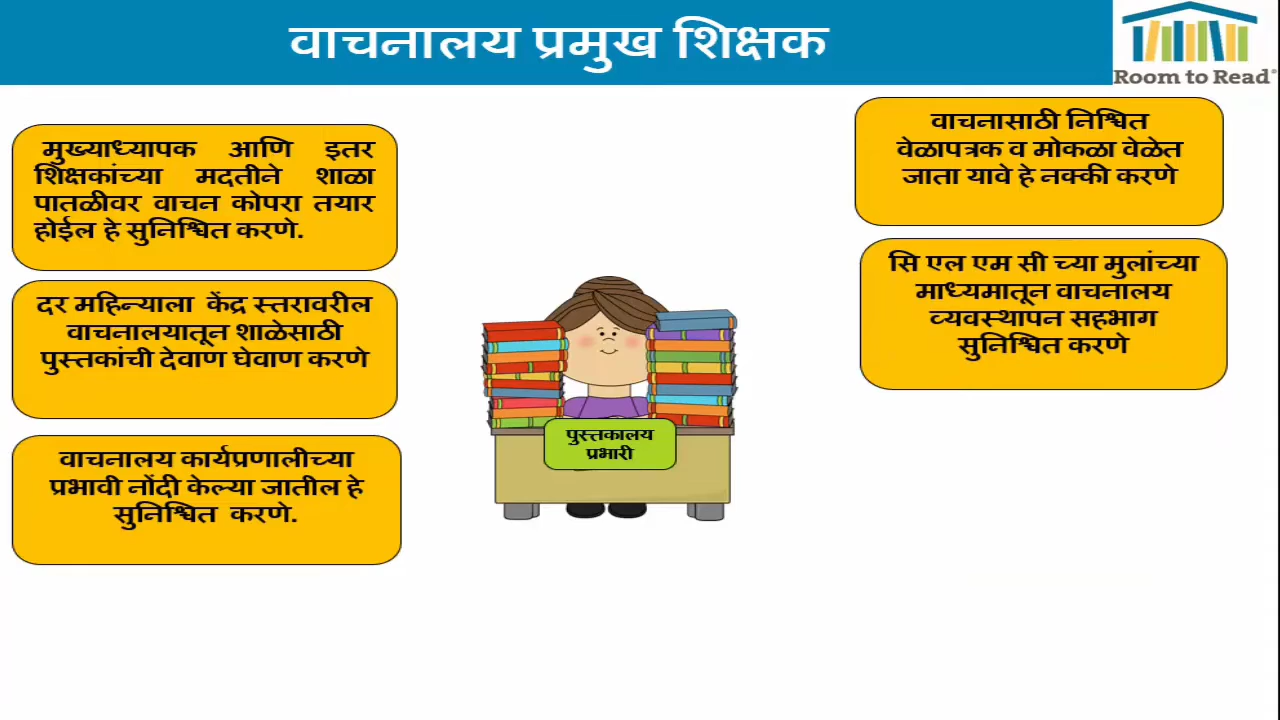 वाचनालय प्रमुख शिक्षक
Room to Read®
मुख्याध्यापक आणि इतर
शिक्षकांच्या मदतीने शाळा
पातळीवर वाचन कोपरा तयार
होईल हे सुनिश्चित करणे.
दर महिन्याला केंद्र स्तरावरील
वाचनालयातून शाळेसाठी
पुस्तकांची देवाण घेवाण करणे
वाचनालय कार्यप्रणालीच्या
प्रभावी नोंदी केल्या जातील हे
सुनिश्चित करणे.
पुस्तकालय
प्रभारी
वाचनासाठी निश्चित
वेळापत्रक व मोकळा वेळेत
जाता यावे हे नक्की करणे
सि एल एम सी च्या मुलांच्या
माध्यमातून वाचनालय
व्यवस्थापन सहभाग
सुनिश्चित करणे